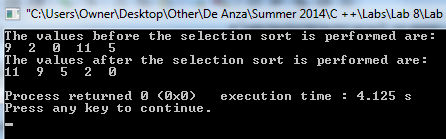 "C:\Users\Owner\Desktop\Other\De Anza\Summer 2014\C ++\Labs\Lab 8\Lab
The values before the selection sort is performed are:
9  2  0  11  5
The values after the selection sort is performed are:
11  9  5  2  0
Process returned 0 (0x0)   execution time : 4.125 s
Press any key to continue.